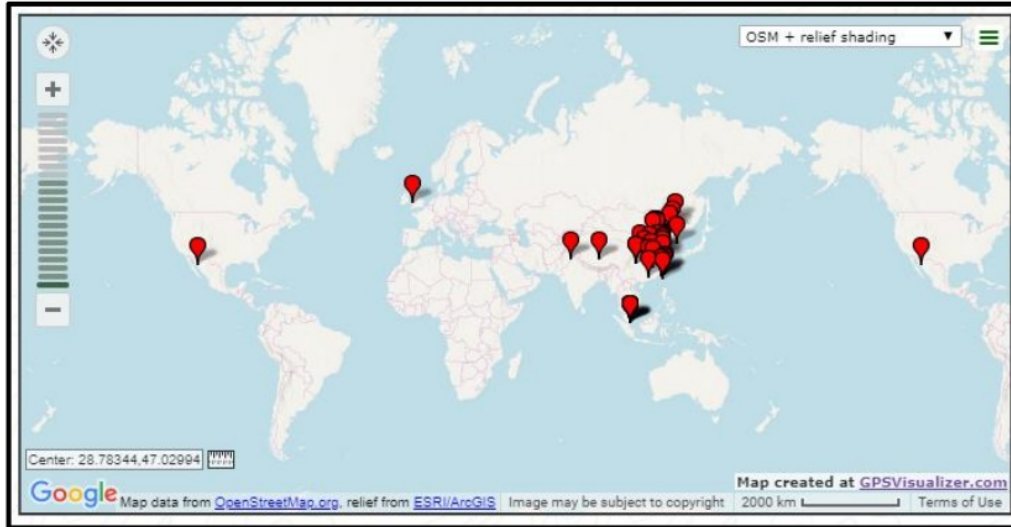 OSM + relief shading
Center: 28.78344,47.02994
Map created at GPSVisualizer.com
Google Map data from OpenStreetMap.org, relief from ESRI/ArcGIS Image may be subject to copyright 2000 km Terms of Use